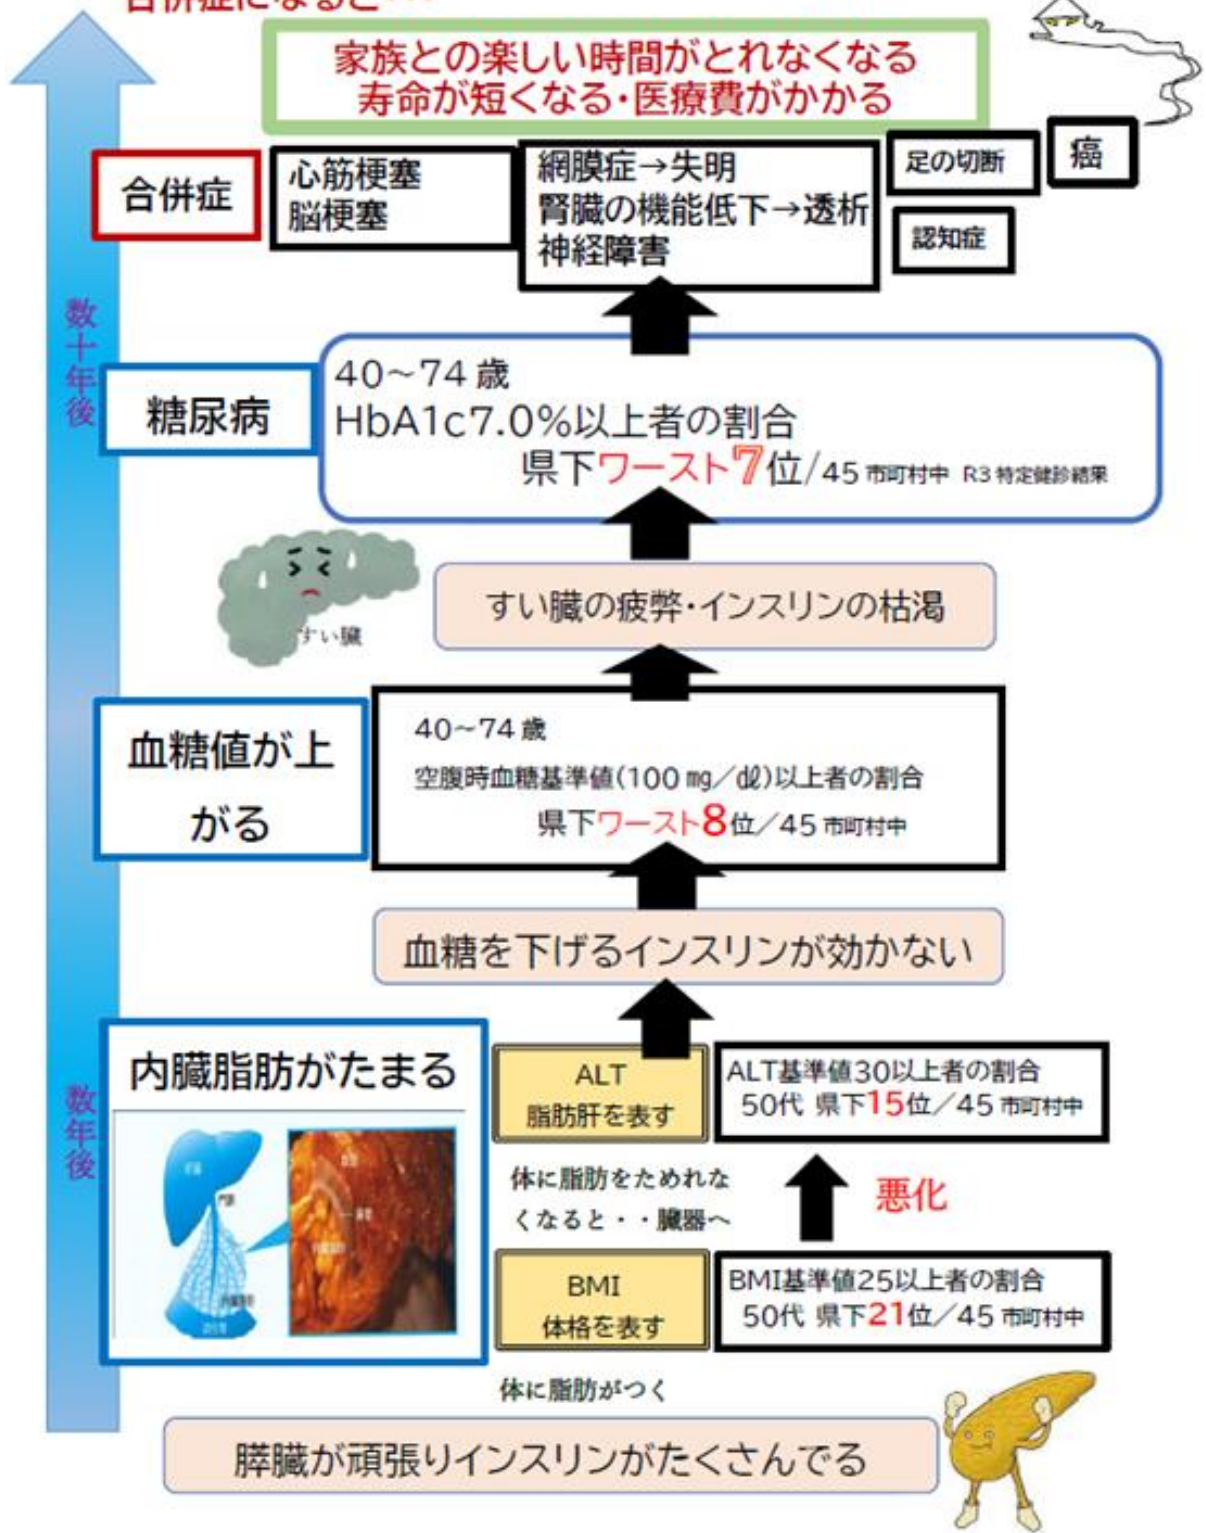 合併症になると・・・
家族との楽しい時間がとれなくなる
寿命が短くなる・医療費がかかる
合併症
心筋梗塞
脳梗塞
網膜症→失明
腎臓の機能低下→透析
神経障害
足の切断
癌
認知症
数十年後
糖尿病
40～74歳
HbA1c7.0%以上者の割合
県下ワースト7位/45市町村中 R3特定健診結果
すい臓
すい臓の疲弊・インスリンの枯渇
血糖値が上
がる
40～74歳
空腹時血糖基準値(100㎎／㎗)以上者の割合
県下ワースト8位／45市町村中
血糖を下げるインスリンが効かない
数年後
内臓脂肪がたまる
ALT
脂肪肝を表す
ALT基準値30以上者の割合
50代 県下15位／45市町村中
体に脂肪をためれな
くなると・・臓器へ
悪化
BMI
体格を表す
BMI基準値25以上者の割合
50代 県下21位／45市町村中
体に脂肪がつく
膵臓が頑張りインスリンがたくさんでる